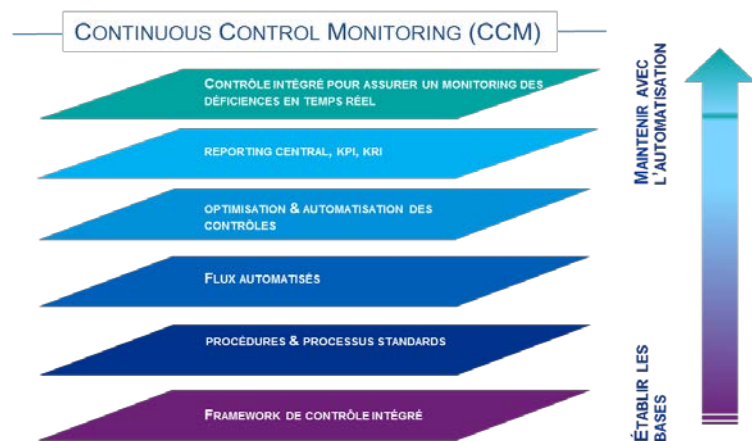 CONTINUOUS CONTROL MONITORING (CCM)
CONTRÔLE INTÉGRÉ POUR ASSURER UN MONITORING DES
DÉFICIENCES EN TEMPS RÉEL
REPORTING CENTRAL, KPI, KRI
OPTIMISATION & AUTOMATISATION DES
CONTRÔLES
FLUX AUTOMATISÉS
PROCÉDURES & PROCESSUS STANDARDS
FRAMEWORK DE CONTRÔLE INTÉGRÉ
MAINTENIR AVEC
L'AUTOMATISATION
ÉTABLIR LES
BASES